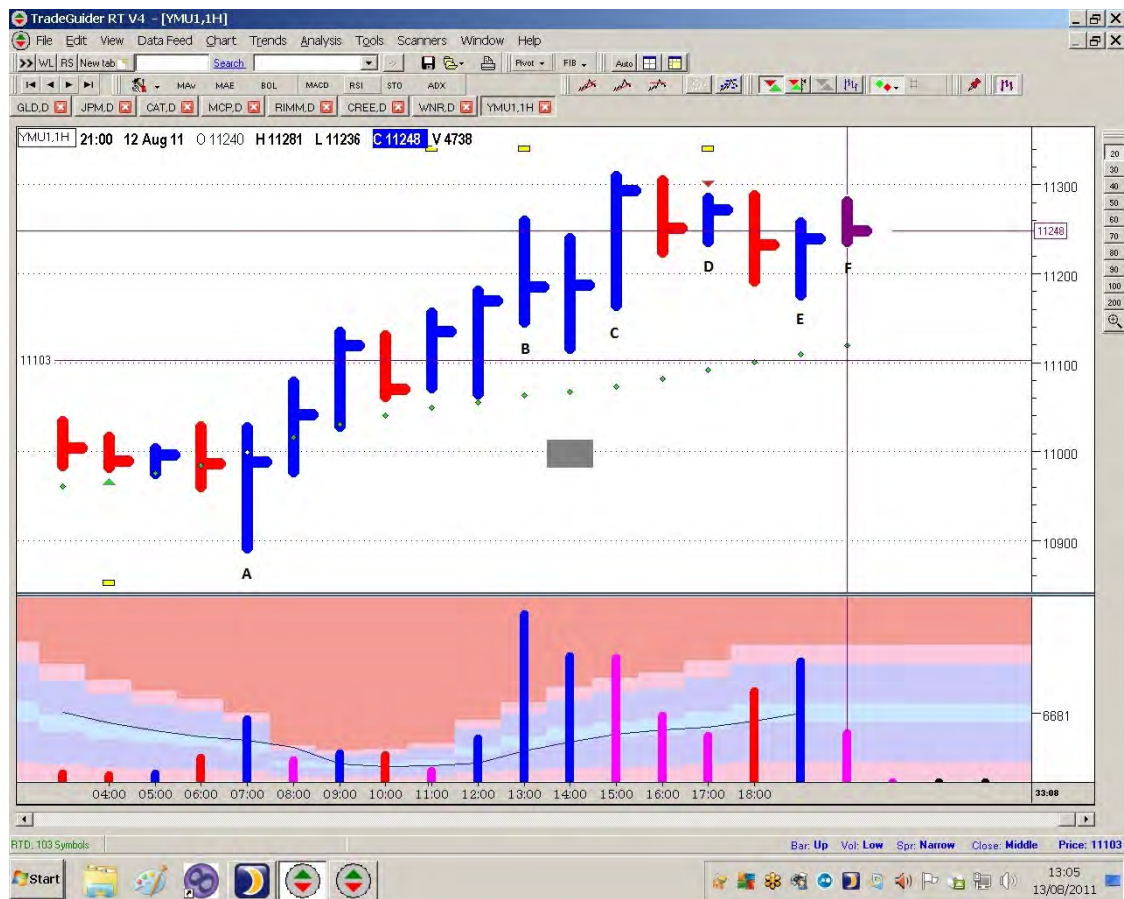 TradeGuider RT V4 - [YMU1,1H]
File Edit View Data Feed Chart Trends Analysis Tools Scanners Window Help
>> WL RS New tab Search Pivot FIB Auto
MAv MAE BOL MACD RSI STO ADX
GLD,D JPM,D CAT,D MCP,D RIMM,D CREE,D WNR,D YMU1,1H
YMU1,1H 21:00 12 Aug 11 O 11240 H 11281 L 11236 C 11248 V 4738
20
30
40
50
60
70
80
90
100
200
11300
11248
11200
11103
11100
11000
10900
A
B
C
D
E
F
6681
04:00 05:00 06:00 07:00 08:00 09:00 10:00 11:00 12:00 13:00 14:00 15:00 16:00 17:00 18:00
33:08
RTD: 103 Symbols Bar: Up Vol: Low Spr: Narrow Close: Middle Price: 11103
Start
13:05
13/08/2011